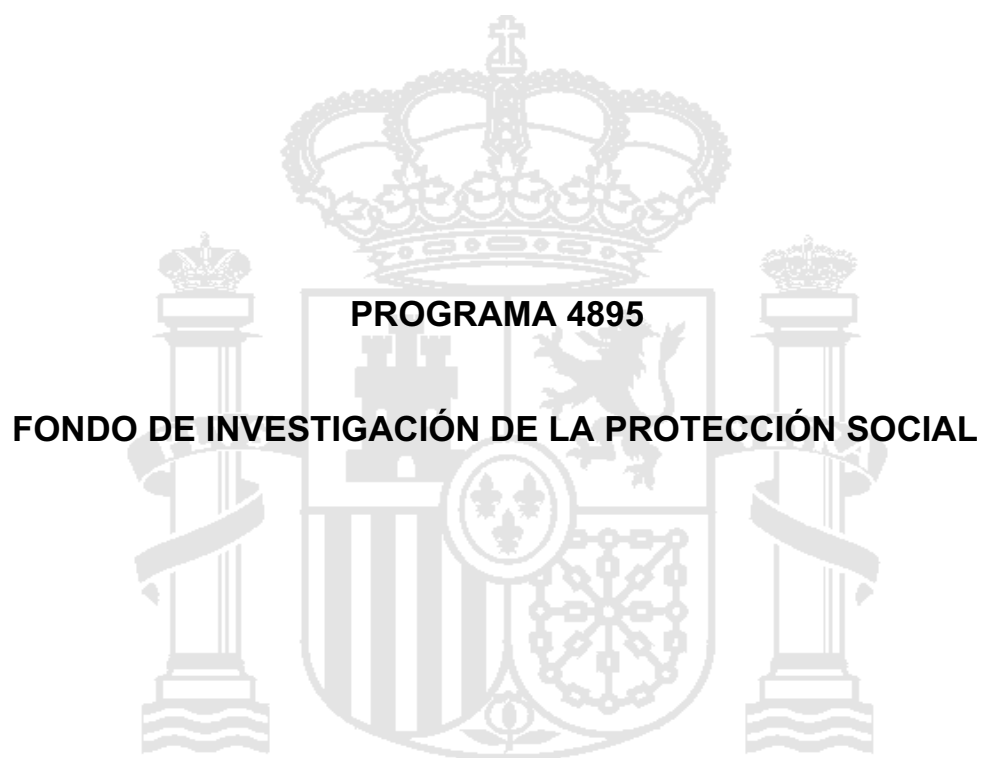 PROGRAMA 4895
FONDO DE INVESTIGACIÓN DE LA PROTECCIÓN SOCIAL